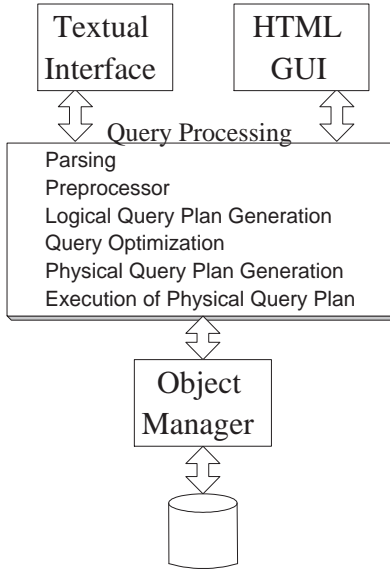 Textual
Interface
HTML
GUI
Query Processing
Parsing
Preprocessor
Logical Query Plan Generation
Query Optimization
Physical Query Plan Generation
Execution of Physical Query Plan
Object
Manager